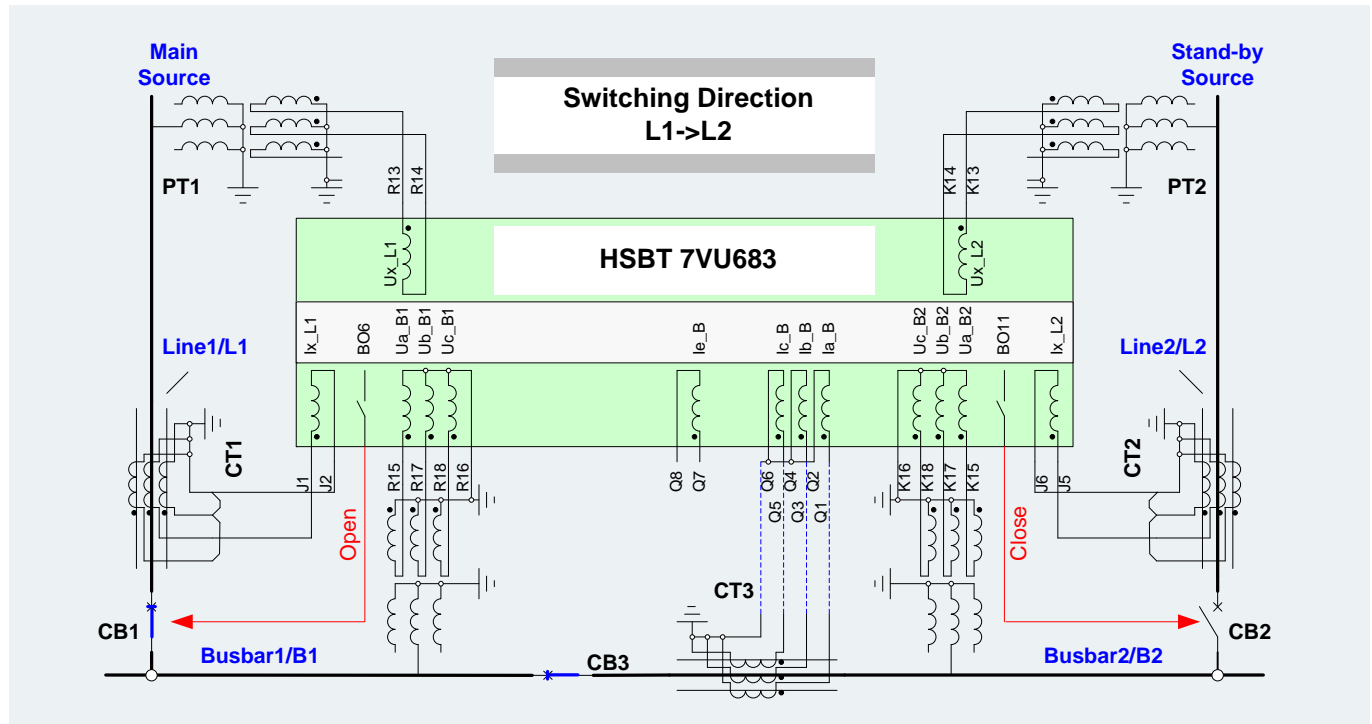 Main
Source
Stand-by
Source
Switching Direction
L1->L2
PT1
R13
R14
K14
K13
PT2
HSBT 7VU683
Ux_L1
Ux_L2
Line1/L1
Ix_L1
BO6
Ua_B1
Ub_B1
Uc_B1
Ie_B
Ic_B
Ib_B
Ia_B
Uc_B2
Ub_B2
Ua_B2
BO11
Ix_L2
Line2/L2
CT1
J1
J2
Open
R15
R17
R18
R16
Q8
Q7
Q6
Q5
Q4
Q3
Q2
Q1
K16
K18
K17
K15
Close
J6
J5
CT2
CT3
CB1
Busbar1/B1
CB3
Busbar2/B2
CB2